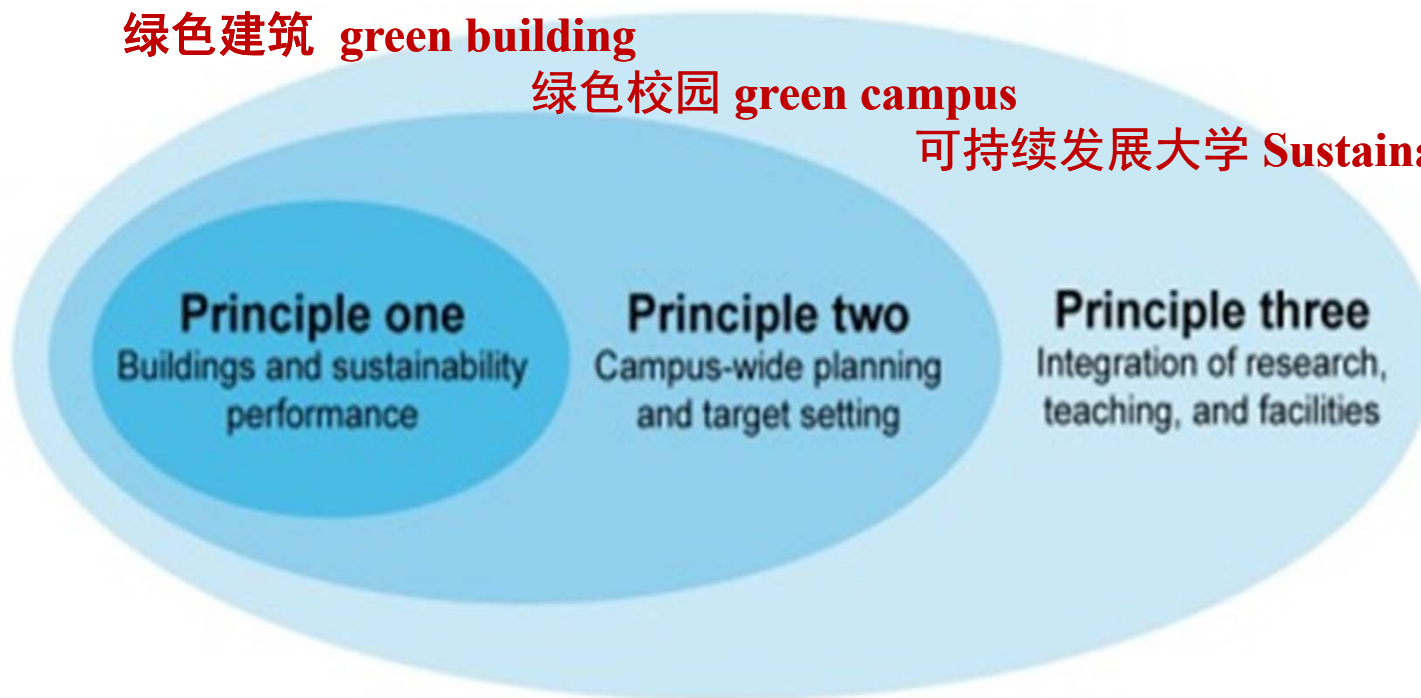 绿色建筑 green building
绿色校园 green campus
可持续发展大学
Principle one
Buildings and sustainability
performance
Principle two
Campus-wide planning
and target setting
Principle three
Integration of research,
teaching, and facilities